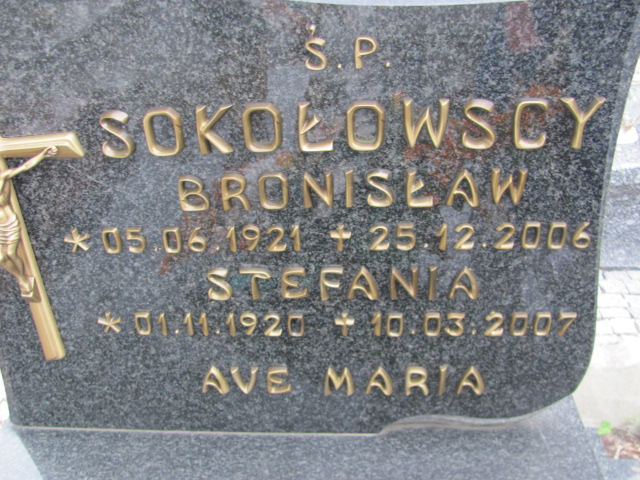 Ś.P.
SOKOŁOWSCY
BRONISŁAW
* 05.06.1921 ✝ 25.12.2006
STEFANIA
* 01.11.1920 ✝ 10.03.2007
AVE MARIA